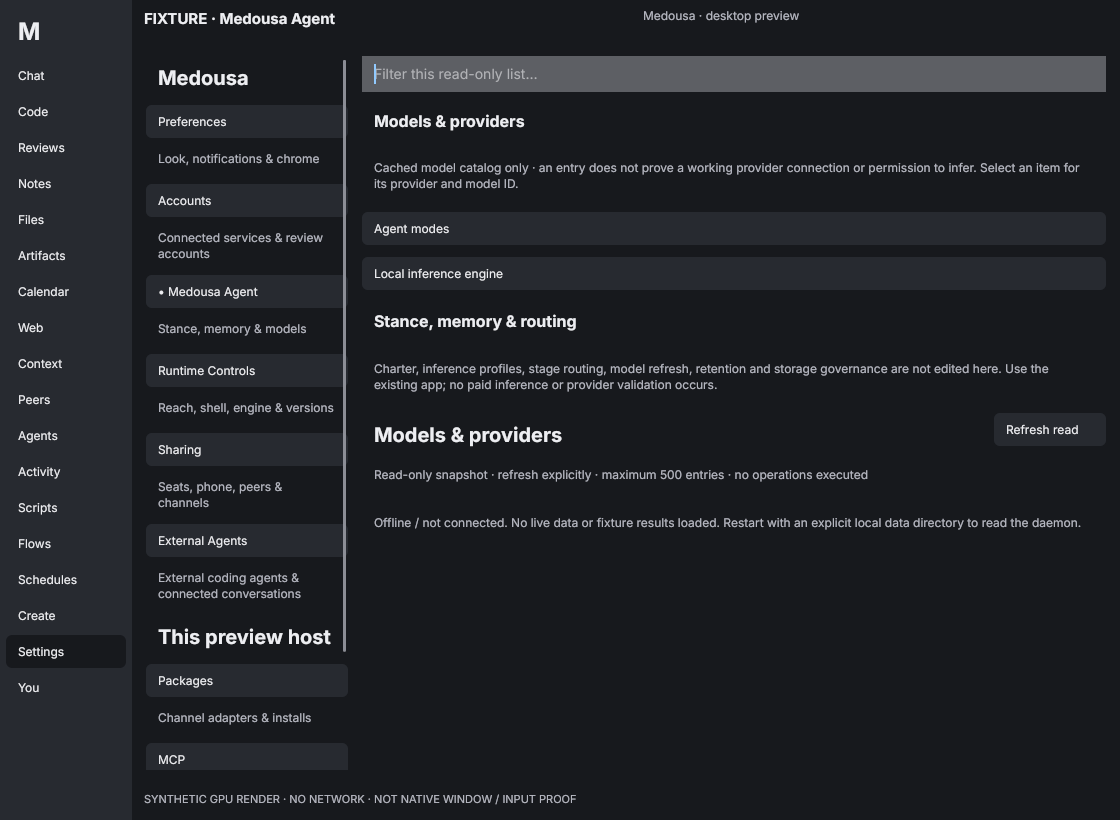 M
Chat
Code
Reviews
Notes
Files
Artifacts
Calendar
Web
Context
Peers
Agents
Activity
Scripts
Flows
Schedules
Create
Settings
You
FIXTURE · Medousa Agent
Medousa · desktop preview
Medousa
Preferences
Look, notifications & chrome
Accounts
Connected services & review
accounts
• Medousa Agent
Stance, memory & models
Runtime Controls
Reach, shell, engine & versions
Sharing
Seats, phone, peers &
channels
External Agents
External coding agents &
connected conversations
This preview host
Packages
Channel adapters & installs
MCP
Filter this read-only list...
Models & providers
Cached model catalog only · an entry does not prove a working provider connection or permission to infer. Select an item for
its provider and model ID.
Agent modes
Local inference engine
Stance, memory & routing
Charter, inference profiles, stage routing, model refresh, retention and storage governance are not edited here. Use the
existing app; no paid inference or provider validation occurs.
Models & providers
Refresh read
Read-only snapshot · refresh explicitly · maximum 500 entries · no operations executed
Offline / not connected. No live data or fixture results loaded. Restart with an explicit local data directory to read the daemon.
SYNTHETIC GPU RENDER · NO NETWORK · NOT NATIVE WINDOW / INPUT PROOF